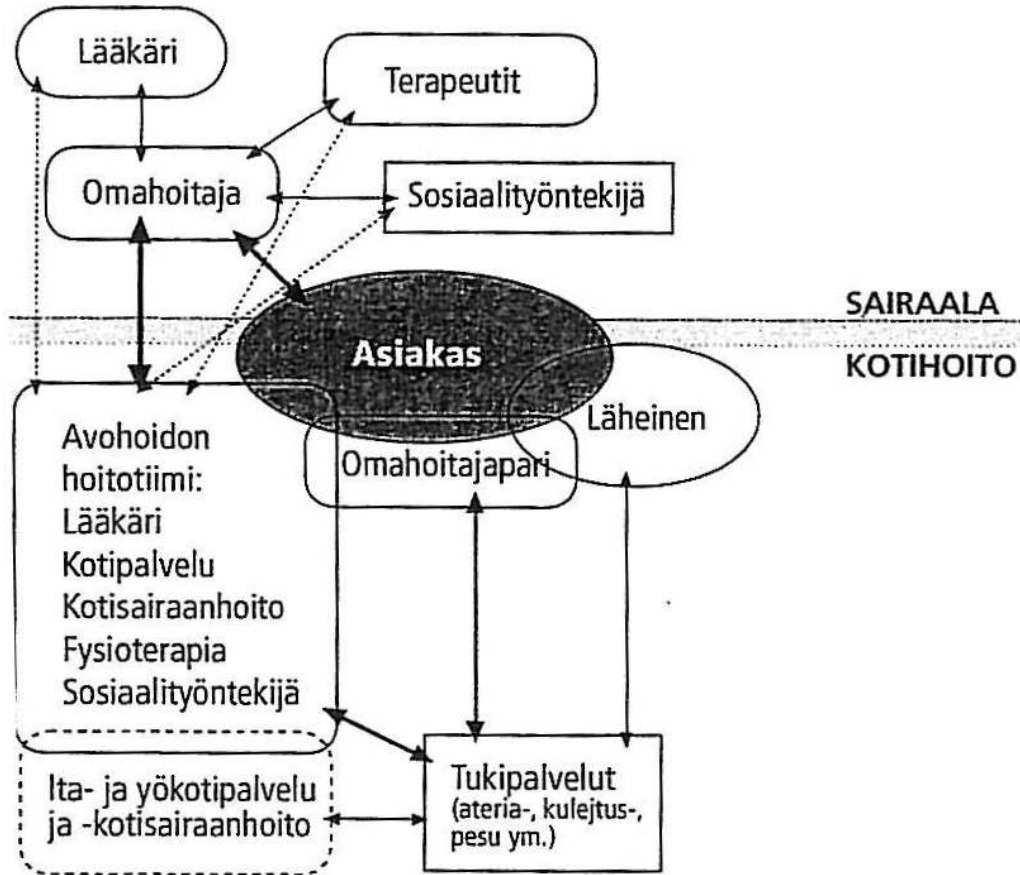 Lääkäri
Terapeutit
Omahoitaja
Sosiaalityöntekijä
SAIRAALA
Asiakas
KOTIHOITO
Läheinen
Omahoitajapari
Avohoidon
hoitotiimi:
Lääkäri
Kotipalvelu
Kotisairaanhoito
Fysioterapia
Sosiaalityöntekijä
Ita- ja yökotipalvelu
ja -kotisairaanhoito
Tukipalvelut
(ateria-, kulejtus-,
pesu ym.)